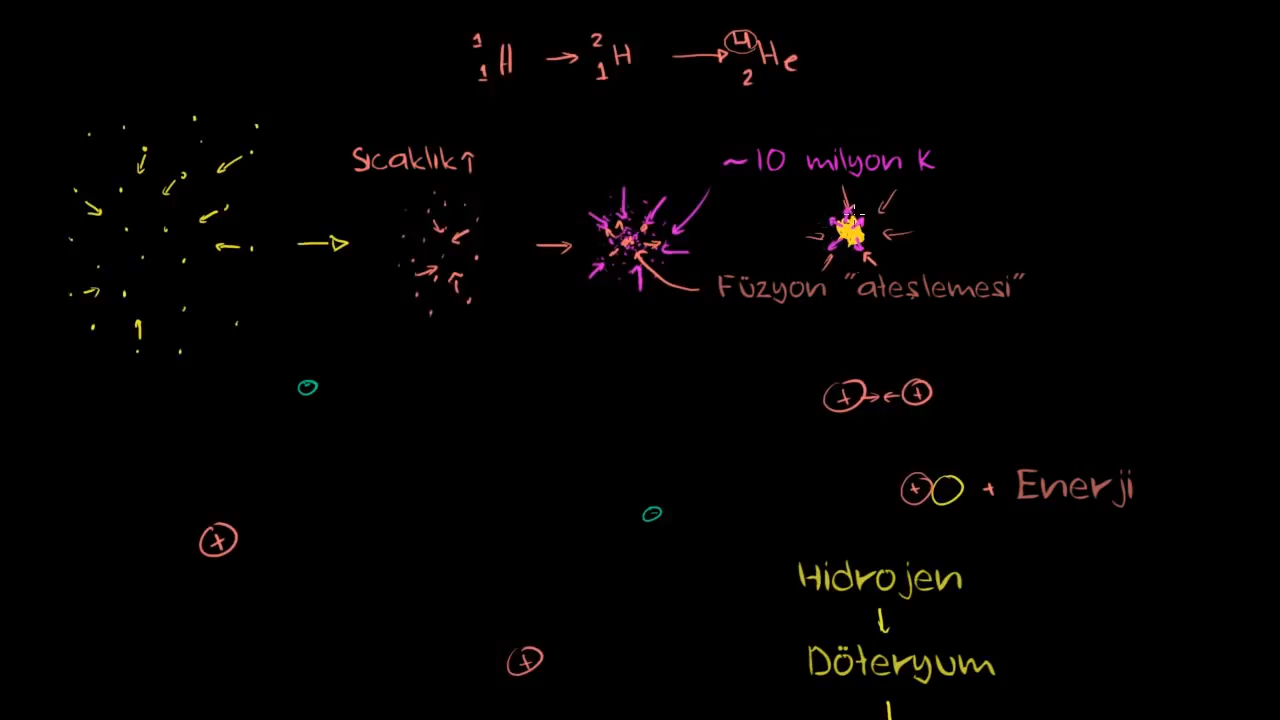 ¹₁H → ²₁H → ⁴₂He
Sıcaklık↑
~10 milyon K
Füzyon "ateşlemesi"
+ → ← +
+ + Enerji
-
-
+
Hidrojen
↓
Döteryum
+